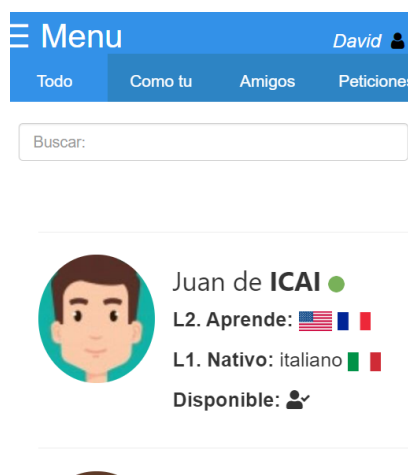 Menu
David
Todo Como tu Amigos Peticiones
Buscar:
Juan de ICAI
L2. Aprende:
L1. Nativo: italiano
Disponible: